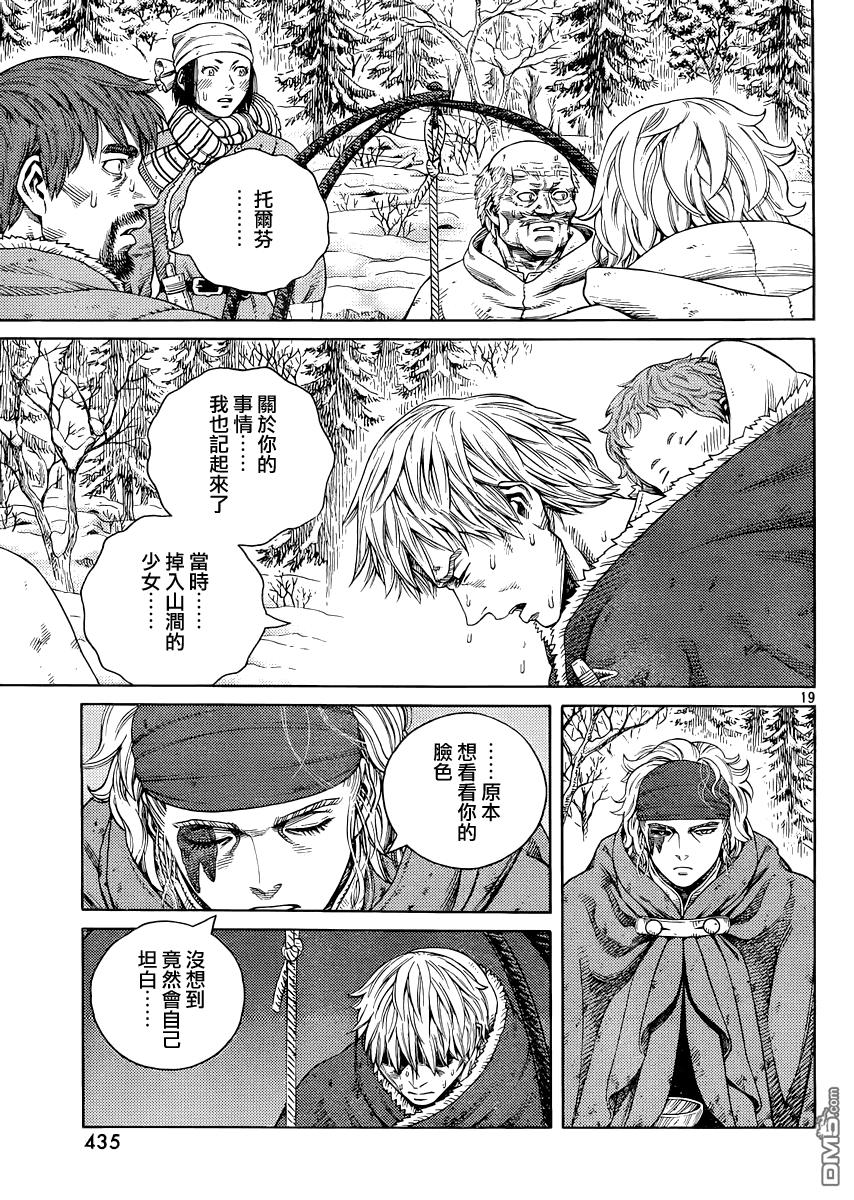 托爾芬
………
關於你的
事情……
我也記起來了
當時……
掉入山澗的
少女……
19
……原本
想看看你的
臉色
沒想到
竟然會自己
坦白……
435
DM5.COM